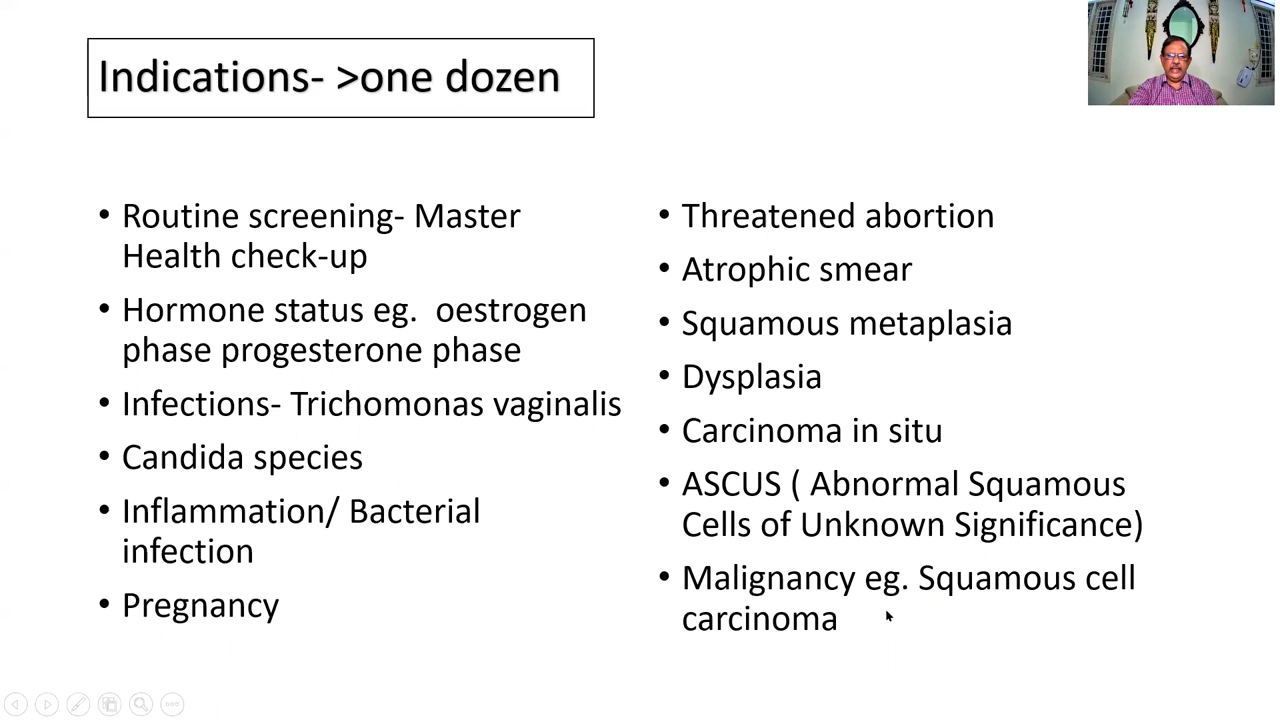 Indications- >one dozen
• Routine screening- Master
Health check-up
• Hormone status eg.  oestrogen
phase progesterone phase
• Infections- Trichomonas vaginalis
• Candida species
• Inflammation/ Bacterial
infection
• Pregnancy
• Threatened abortion
• Atrophic smear
• Squamous metaplasia
• Dysplasia
• Carcinoma in situ
• ASCUS ( Abnormal Squamous
Cells of Unknown Significance)
• Malignancy eg. Squamous cell
carcinoma